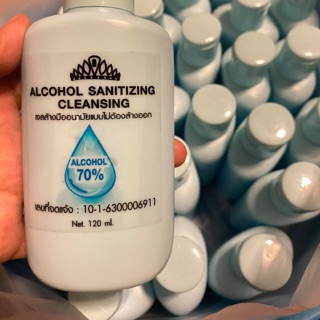 ALCOHOL SANITIZING
CLEANSING
เจลล้างมืออนามัยแบบไม่ต้องล้างออก
ALCOHOL
70%
เลขที่จดแจ้ง : 10-1-6300006911
Net. 120 ml.